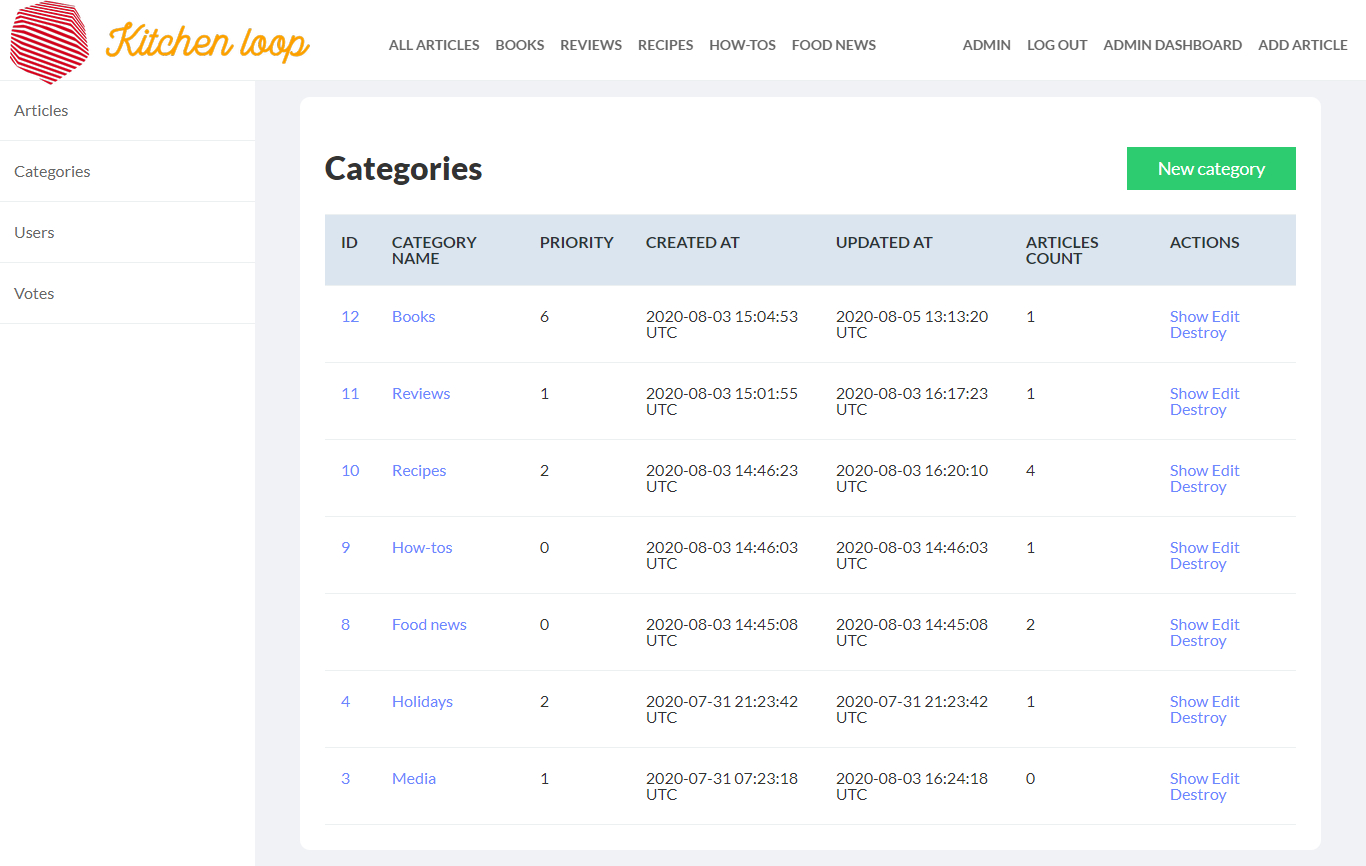 Kitchen loop
ALL ARTICLES BOOKS REVIEWS RECIPES HOW-TOS FOOD NEWS ADMIN LOG OUT ADMIN DASHBOARD ADD ARTICLE
Articles
Categories
Users
Votes
Categories New category
ID CATEGORY NAME PRIORITY CREATED AT UPDATED AT ARTICLES COUNT ACTIONS
12 Books 6 2020-08-03 15:04:53 UTC 2020-08-05 13:13:20 UTC 1 Show Edit Destroy
11 Reviews 1 2020-08-03 15:01:55 UTC 2020-08-03 16:17:23 UTC 1 Show Edit Destroy
10 Recipes 2 2020-08-03 14:46:23 UTC 2020-08-03 16:20:10 UTC 4 Show Edit Destroy
9 How-tos 0 2020-08-03 14:46:03 UTC 2020-08-03 14:46:03 UTC 1 Show Edit Destroy
8 Food news 0 2020-08-03 14:45:08 UTC 2020-08-03 14:45:08 UTC 2 Show Edit Destroy
4 Holidays 2 2020-07-31 21:23:42 UTC 2020-07-31 21:23:42 UTC 1 Show Edit Destroy
3 Media 1 2020-07-31 07:23:18 UTC 2020-08-03 16:24:18 UTC 0 Show Edit Destroy